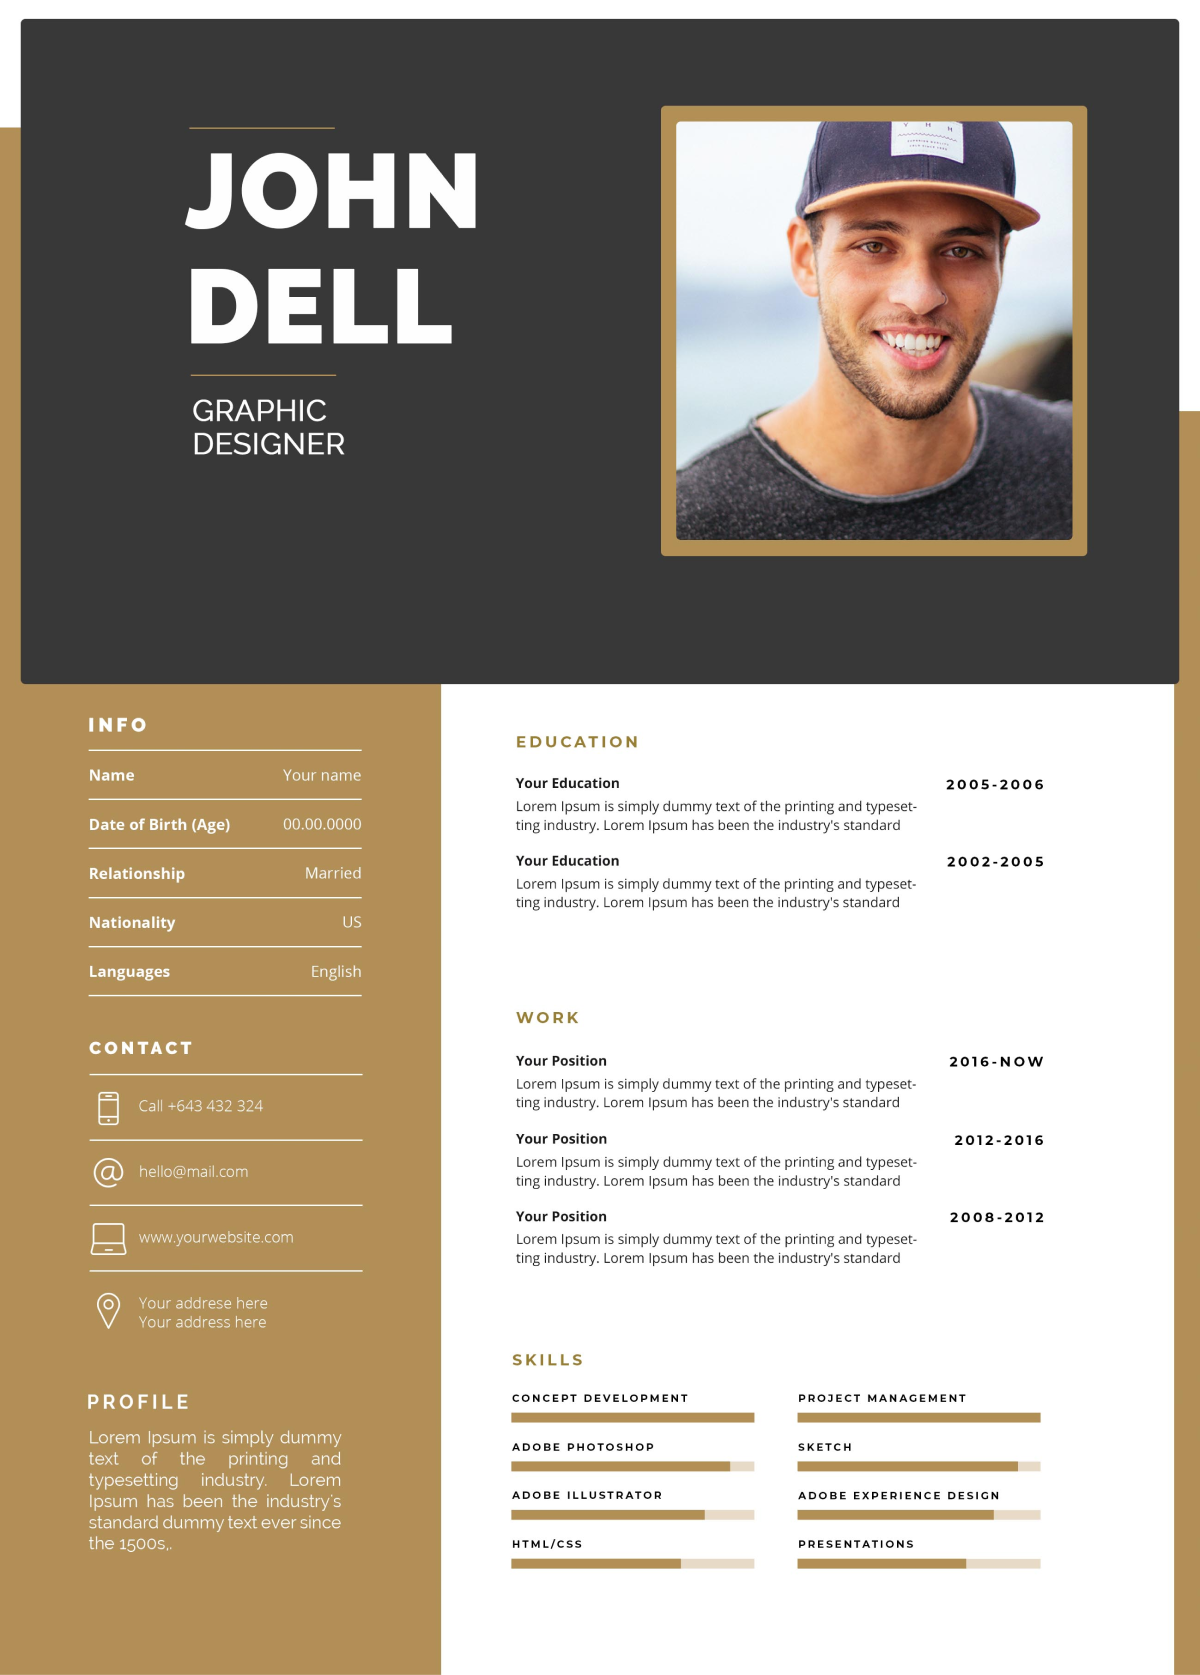 JOHN
DELL
GRAPHIC
DESIGNER
Y H H
INFO
Name Your name
Date of Birth (Age) 00.00.0000
Relationship Married
Nationality US
Languages English
CONTACT
Call +643 432 324
@ hello@mail.com
www.yourwebsite.com
Your addrese here
Your address here
PROFILE
Lorem Ipsum is simply dummy
text of the printing and
typesetting industry. Lorem
Ipsum has been the industry's
standard dummy text ever since
the 1500s,.
EDUCATION
Your Education 2005-2006
Lorem Ipsum is simply dummy text of the printing and typeset-
ting industry. Lorem Ipsum has been the industry's standard
Your Education 2002-2005
Lorem Ipsum is simply dummy text of the printing and typeset-
ting industry. Lorem Ipsum has been the industry's standard
WORK
Your Position 2016-NOW
Lorem Ipsum is simply dummy text of the printing and typeset-
ting industry. Lorem Ipsum has been the industry's standard
Your Position 2012-2016
Lorem Ipsum is simply dummy text of the printing and typeset-
ting industry. Lorem Ipsum has been the industry's standard
Your Position 2008-2012
Lorem Ipsum is simply dummy text of the printing and typeset-
ting industry. Lorem Ipsum has been the industry's standard
SKILLS
CONCEPT DEVELOPMENT PROJECT MANAGEMENT
ADOBE PHOTOSHOP SKETCH
ADOBE ILLUSTRATOR ADOBE EXPERIENCE DESIGN
HTML/CSS PRESENTATIONS